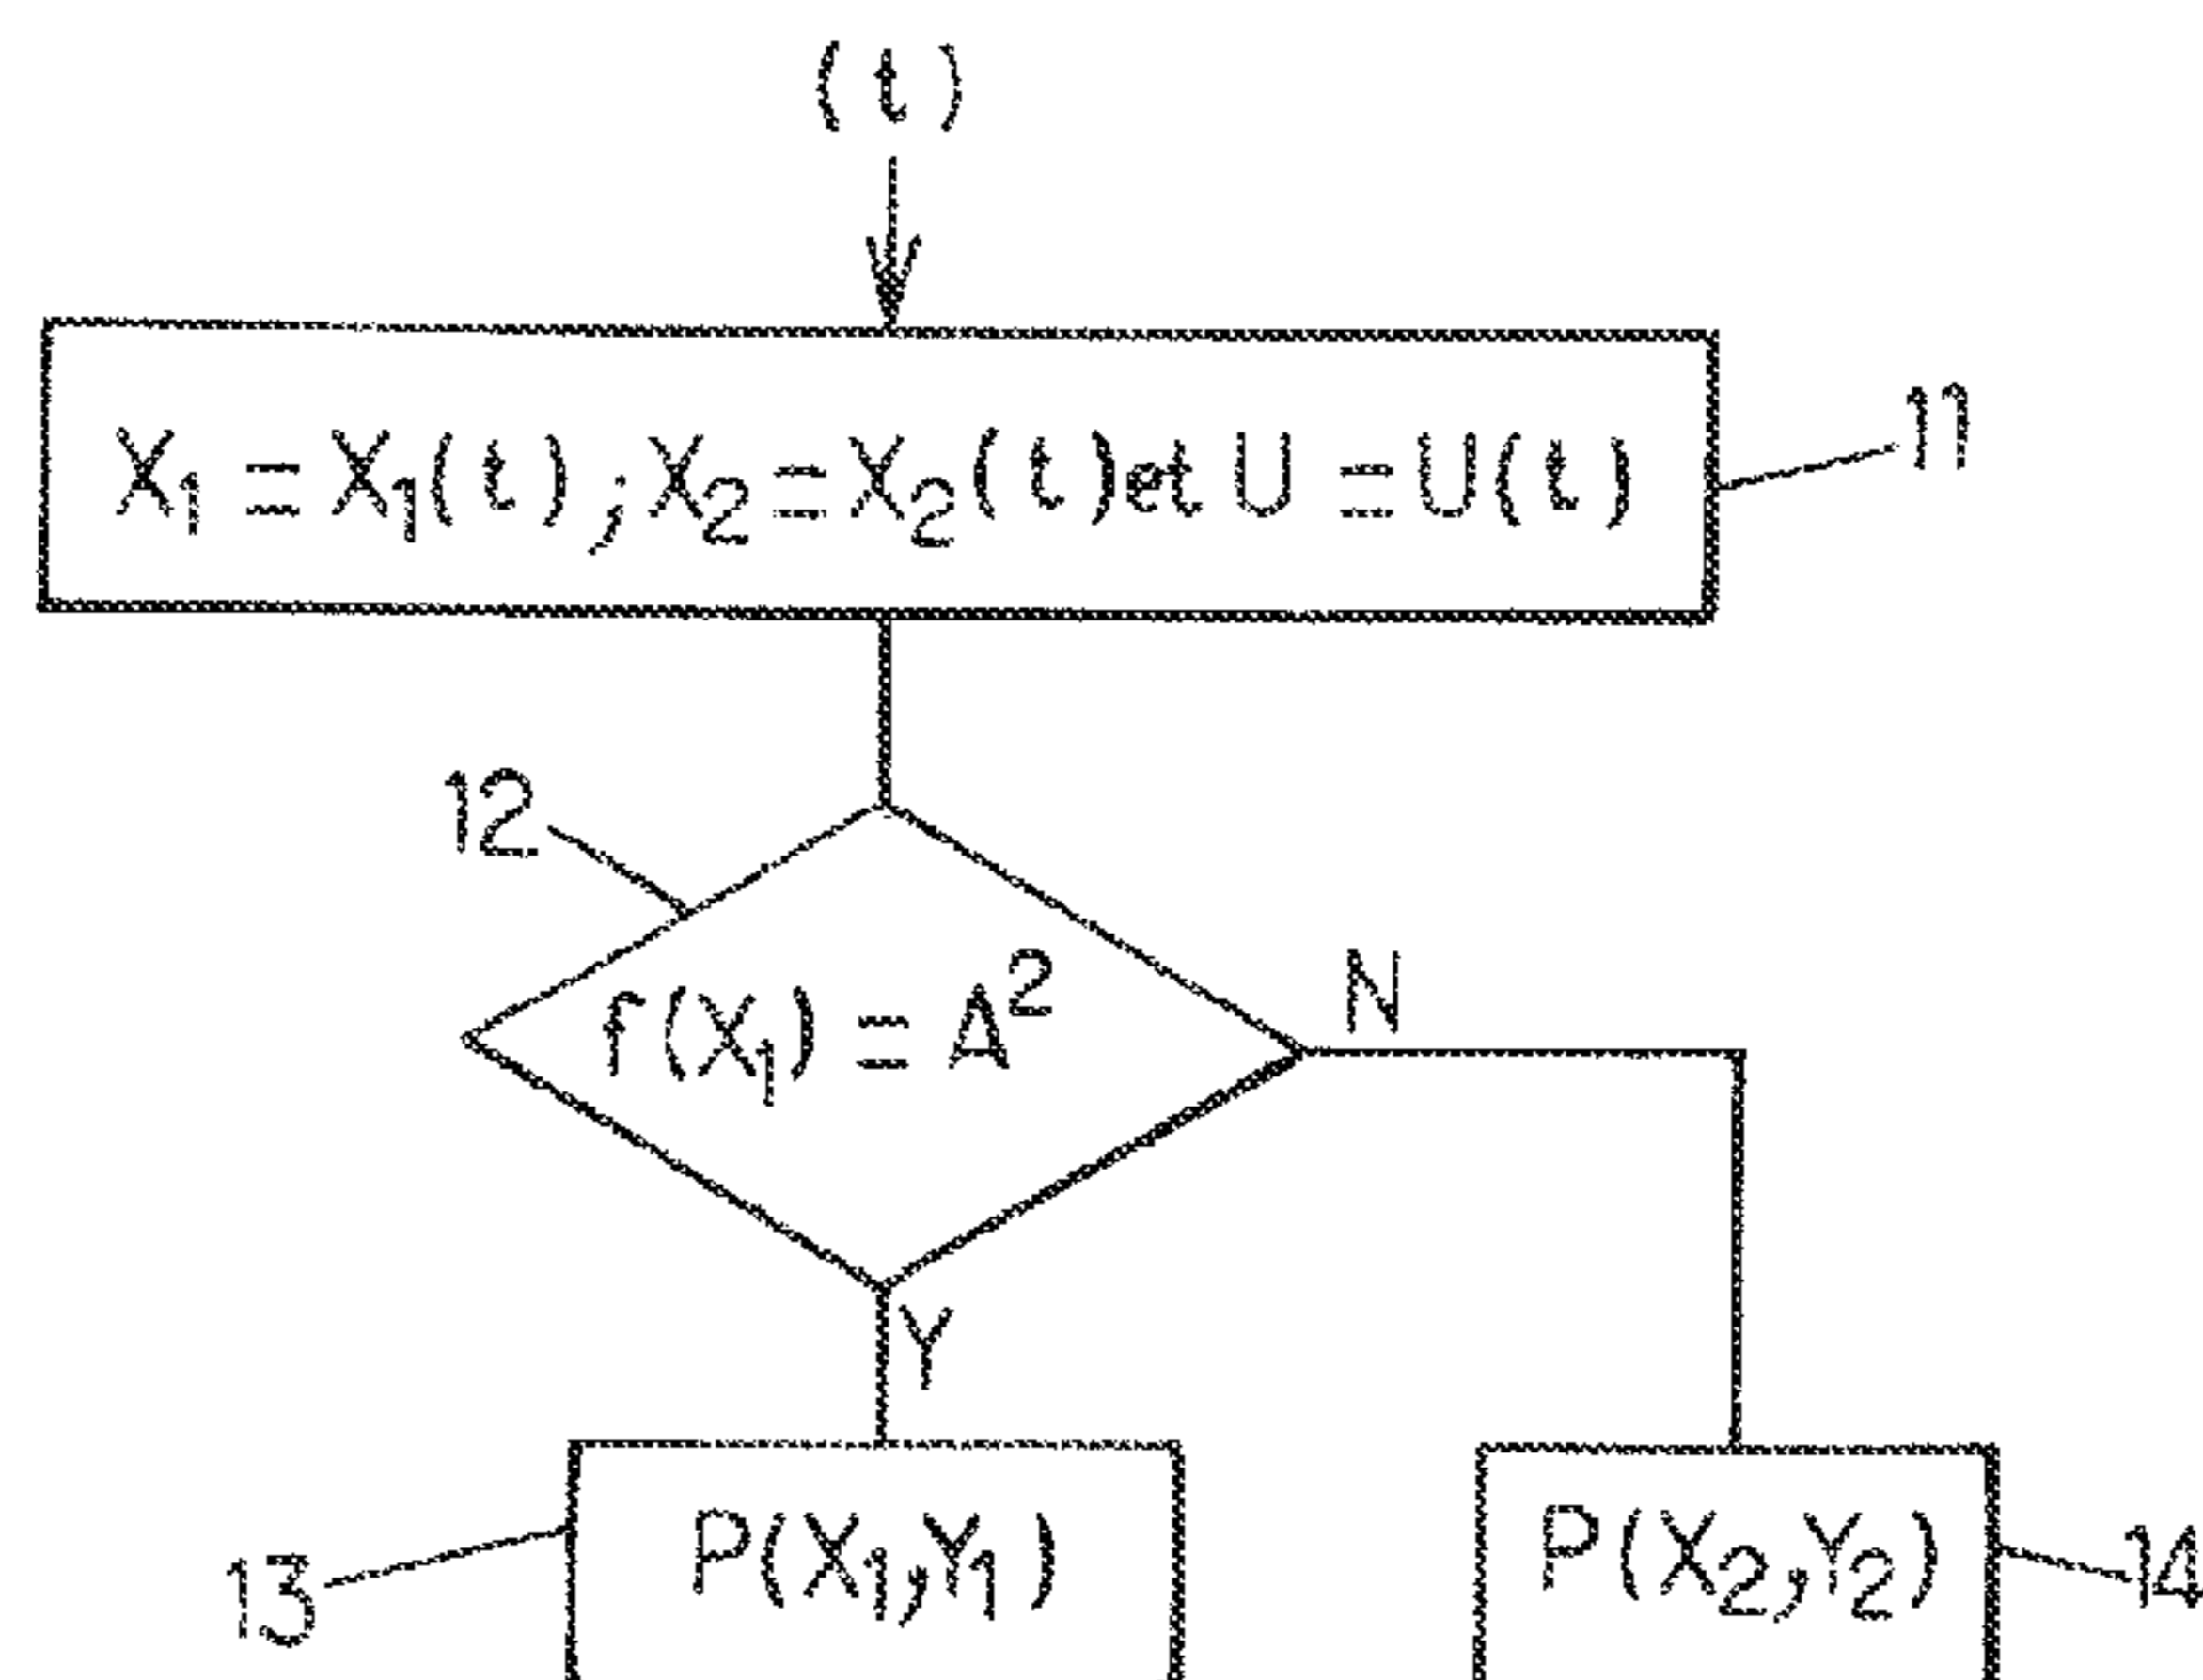 (t)
X₁ = X₁(t) ; X₂ = X₂(t) et U = U(t)
11
12
f(X₁) = A²
N
Y
P(X₁,Y₁)
P(X₂,Y₂)
13
14